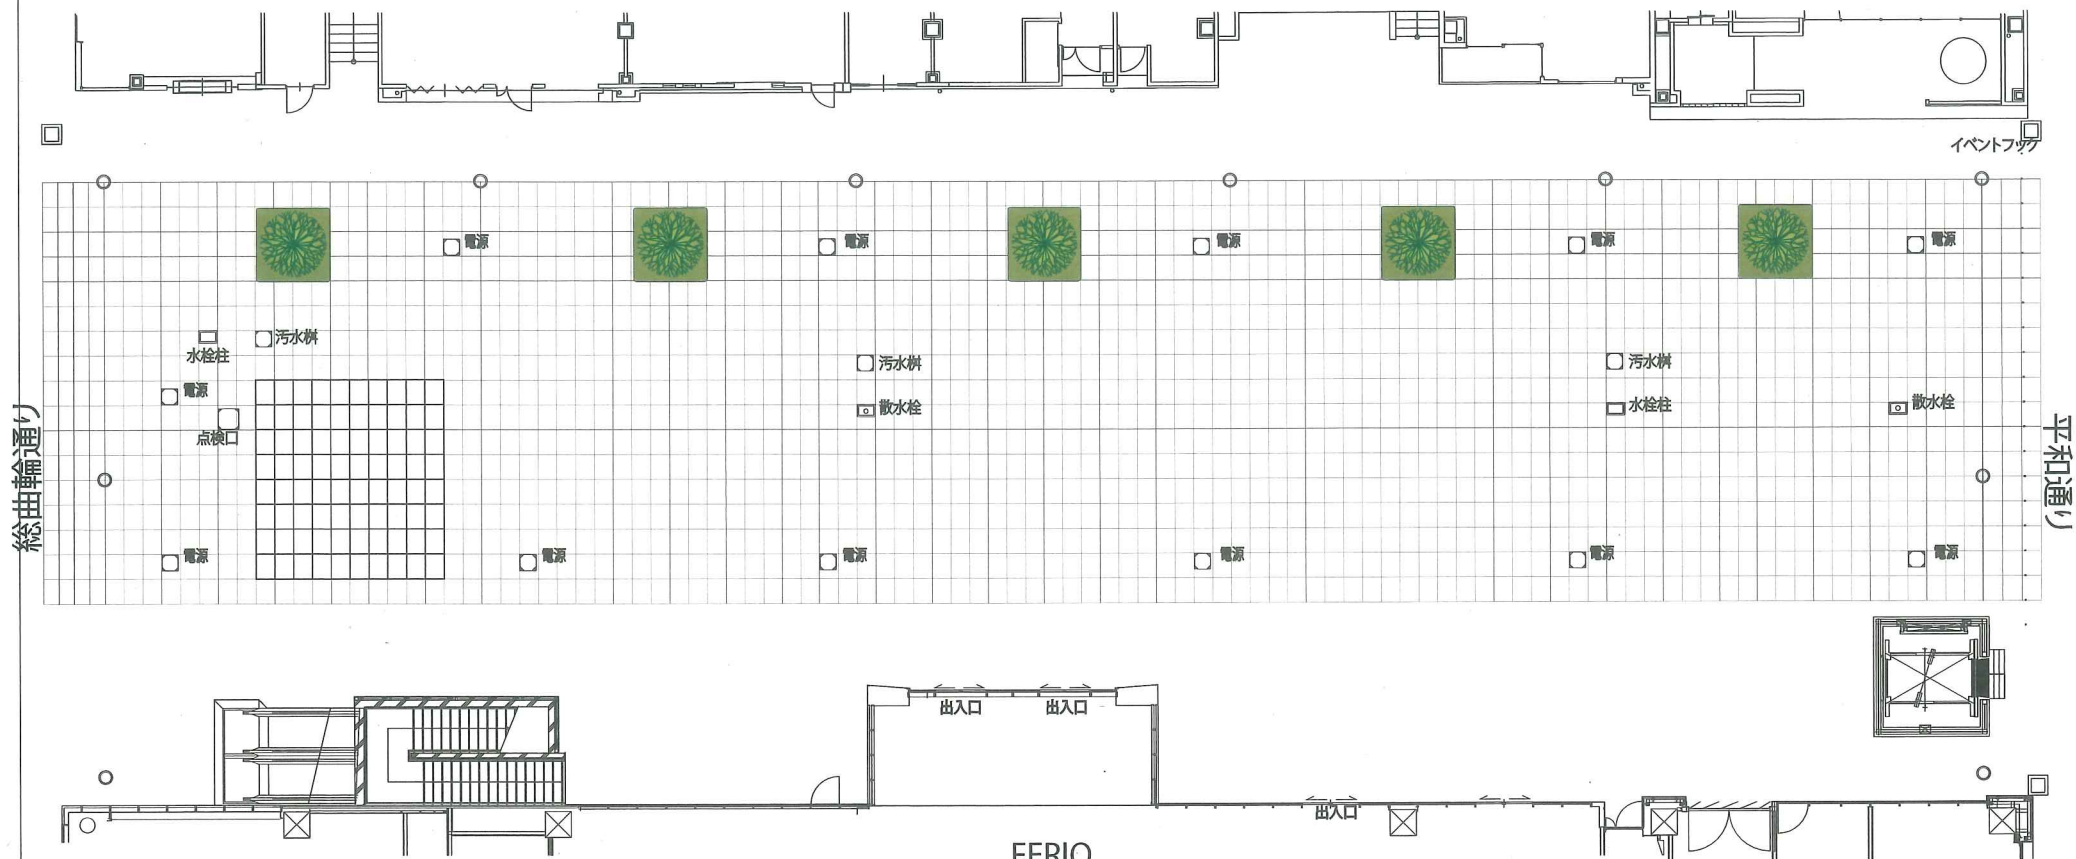 イベントフック
電源
電源
電源
電源
電源
水栓柱
汚水桝
汚水桝
汚水桝
電源
点検口
散水栓
水栓柱
散水栓
総曲輪通り
平和通り
電源
電源
電源
電源
電源
電源
出入口
出入口
出入口
FERIO